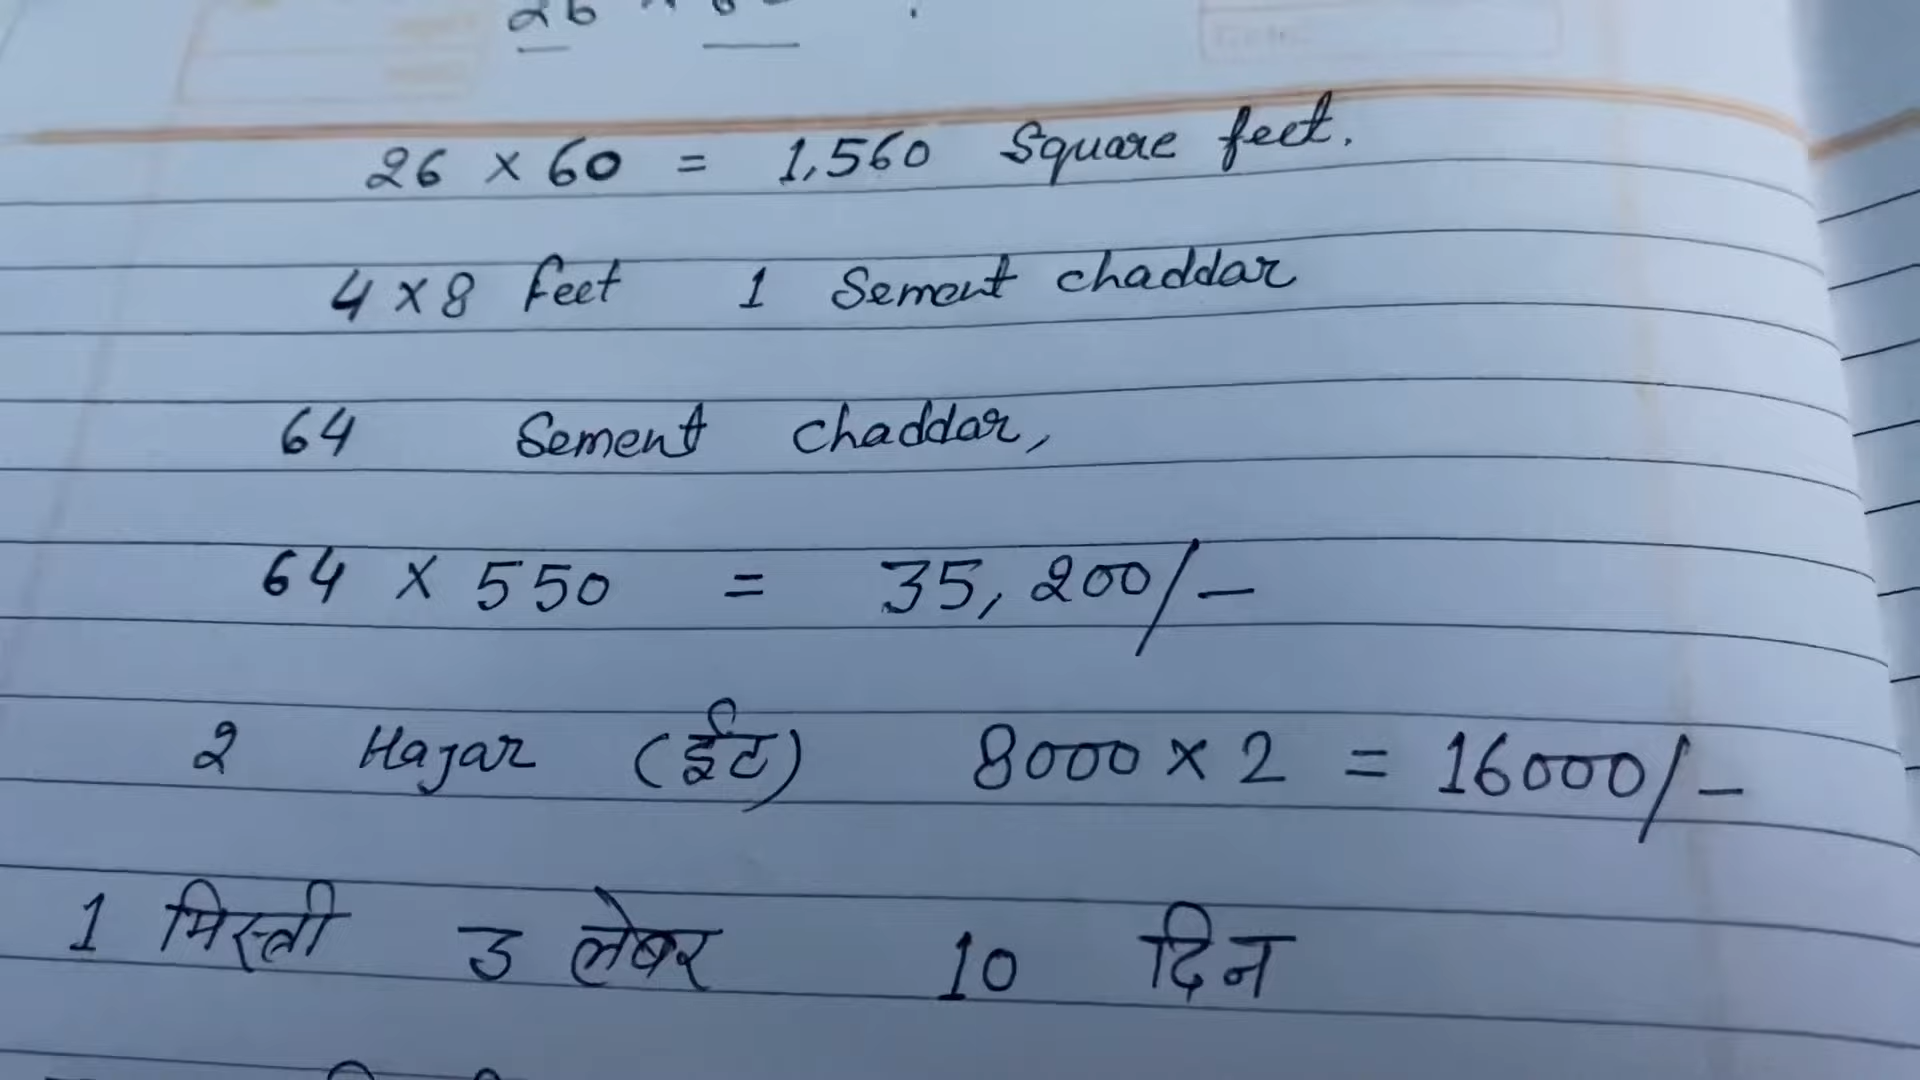 26 × 60 = 1,560 Square feet.
4 × 8 feet 1 Sement chaddar
64 Sement chaddar,
64 × 550 = 35,200/-
2 Hajar (ईंट) 8000 × 2 = 16000/-
1 मिस्त्री 3 लेबर 10 दिन